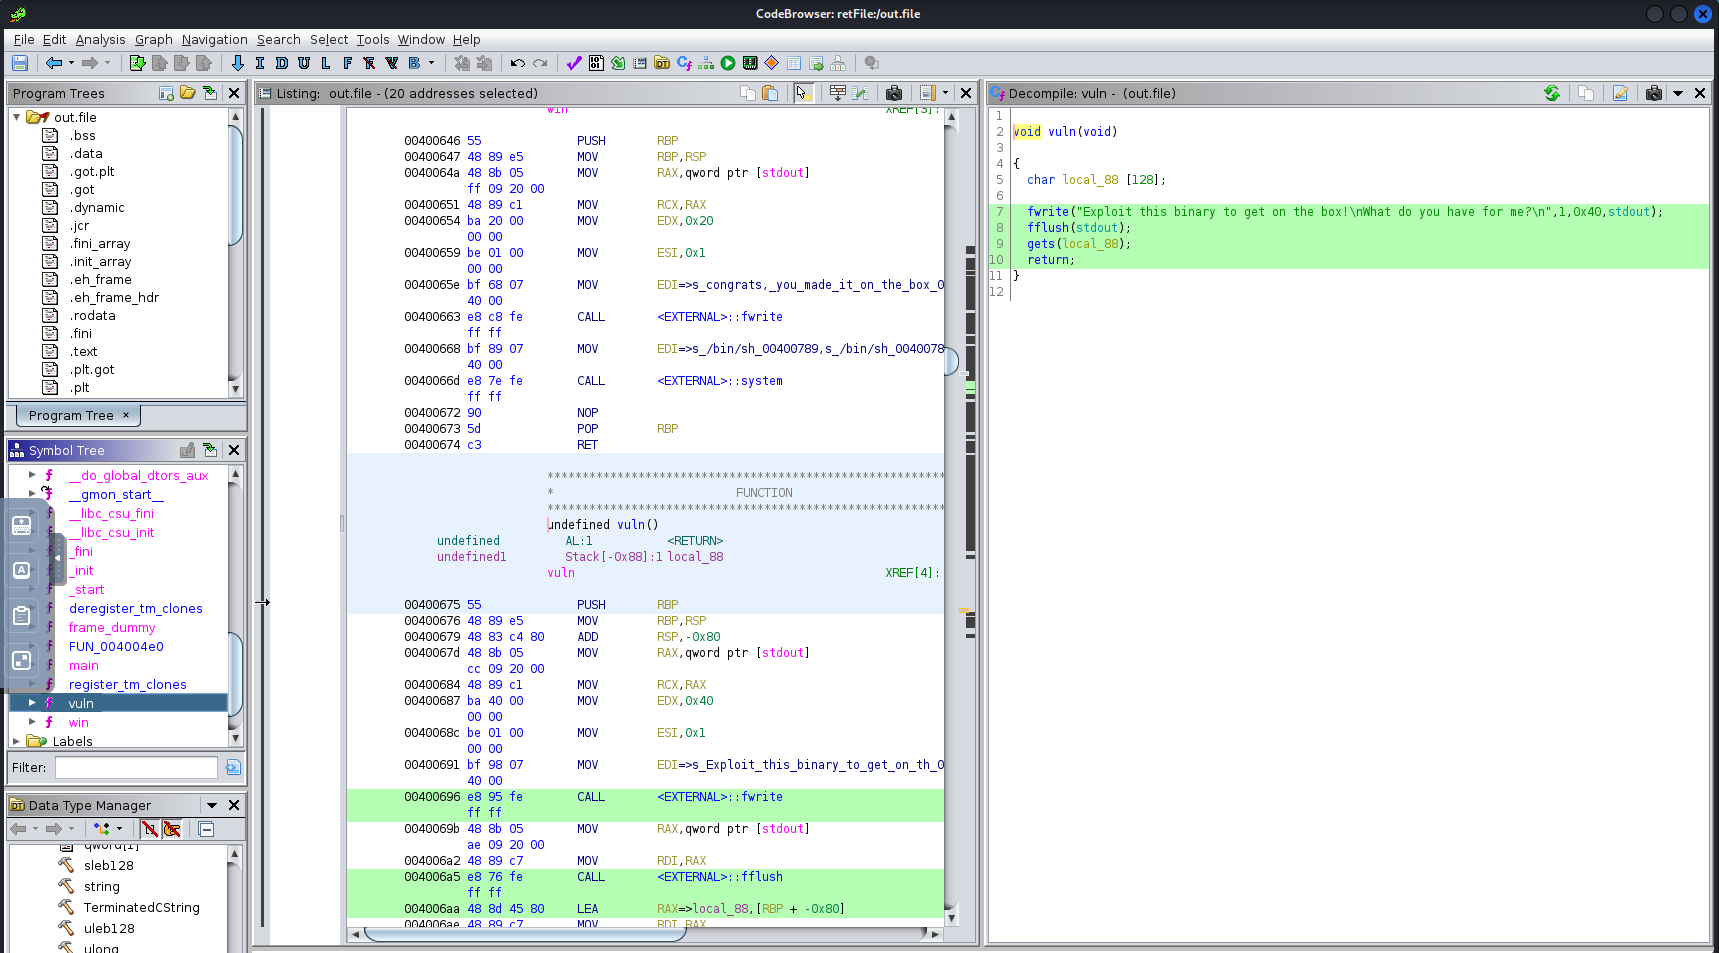 CodeBrowser: retFile:/out.file
File Edit Analysis Graph Navigation Search Select Tools Window Help
I D U L F F V B
Program Trees
out.file
.bss
.data
.got.plt
.got
.dynamic
.jcr
.fini_array
.init_array
.eh_frame
.eh_frame_hdr
.rodata
.fini
.text
.plt.got
.plt
Program Tree ×
Symbol Tree
__do_global_dtors_aux
__gmon_start__
__libc_csu_fini
__libc_csu_init
_fini
_init
_start
deregister_tm_clones
frame_dummy
FUN_004004e0
main
register_tm_clones
vuln
win
Labels
Filter:
Data Type Manager
qword[1]
sleb128
string
TerminatedCString
uleb128
ulong
Listing: out.file - (20 addresses selected)
win XREF[3]:
00400646 55 PUSH RBP
00400647 48 89 e5 MOV RBP,RSP
0040064a 48 8b 05 MOV RAX,qword ptr [stdout]
ff 09 20 00
00400651 48 89 c1 MOV RCX,RAX
00400654 ba 20 00 MOV EDX,0x20
00 00
00400659 be 01 00 MOV ESI,0x1
00 00
0040065e bf 68 07 MOV EDI=>s_congrats,_you_made_it_on_the_box_0
40 00
00400663 e8 c8 fe CALL <EXTERNAL>::fwrite
ff ff
00400668 bf 89 07 MOV EDI=>s_/bin/sh_00400789,s_/bin/sh_0040078
40 00
0040066d e8 7e fe CALL <EXTERNAL>::system
ff ff
00400672 90 NOP
00400673 5d POP RBP
00400674 c3 RET
*********************************************************
* FUNCTION
*********************************************************
undefined vuln()
undefined AL:1 <RETURN>
undefined1 Stack[-0x88]:1 local_88
vuln XREF[4]:
00400675 55 PUSH RBP
00400676 48 89 e5 MOV RBP,RSP
00400679 48 83 c4 80 ADD RSP,-0x80
0040067d 48 8b 05 MOV RAX,qword ptr [stdout]
cc 09 20 00
00400684 48 89 c1 MOV RCX,RAX
00400687 ba 40 00 MOV EDX,0x40
00 00
0040068c be 01 00 MOV ESI,0x1
00 00
00400691 bf 98 07 MOV EDI=>s_Exploit_this_binary_to_get_on_th_0
40 00
00400696 e8 95 fe CALL <EXTERNAL>::fwrite
ff ff
0040069b 48 8b 05 MOV RAX,qword ptr [stdout]
ae 09 20 00
004006a2 48 89 c7 MOV RDI,RAX
004006a5 e8 76 fe CALL <EXTERNAL>::fflush
ff ff
004006aa 48 8d 45 80 LEA RAX=>local_88,[RBP + -0x80]
004006ae 48 89 c7 MOV RDI,RAX
Decompile: vuln - (out.file)
1
2 void vuln(void)
3
4 {
5 char local_88 [128];
6
7 fwrite("Exploit this binary to get on the box!\nWhat do you have for me?\n",1,0x40,stdout);
8 fflush(stdout);
9 gets(local_88);
10 return;
11 }
12